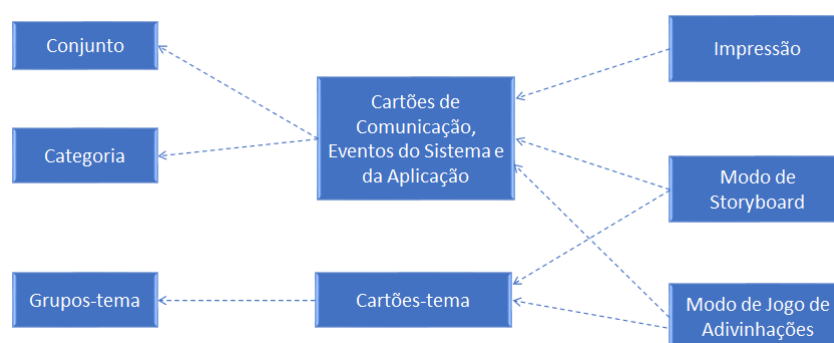 Conjunto
Impressão
Cartões de
Comunicação,
Eventos do Sistema e
da Aplicação
Categoria
Modo de
Storyboard
Grupos-tema
Cartões-tema
Modo de Jogo de
Adivinhações